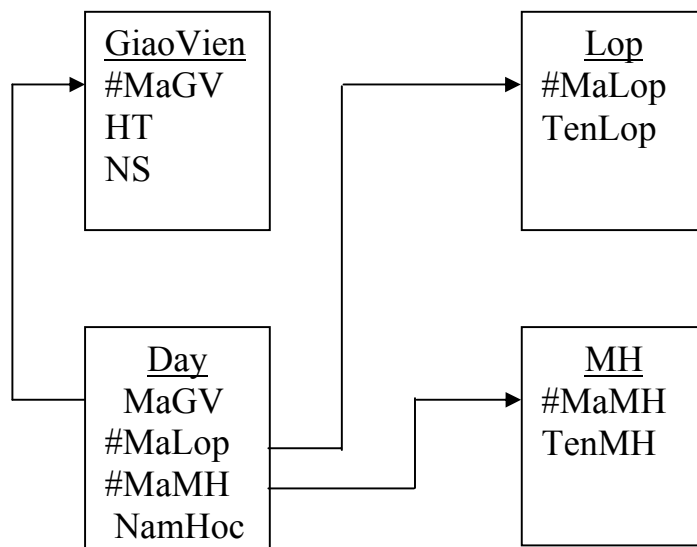 GiaoVien
#MaGV
HT
NS
Lop
#MaLop
TenLop
Day
MaGV
#MaLop
#MaMH
NamHoc
MH
#MaMH
TenMH